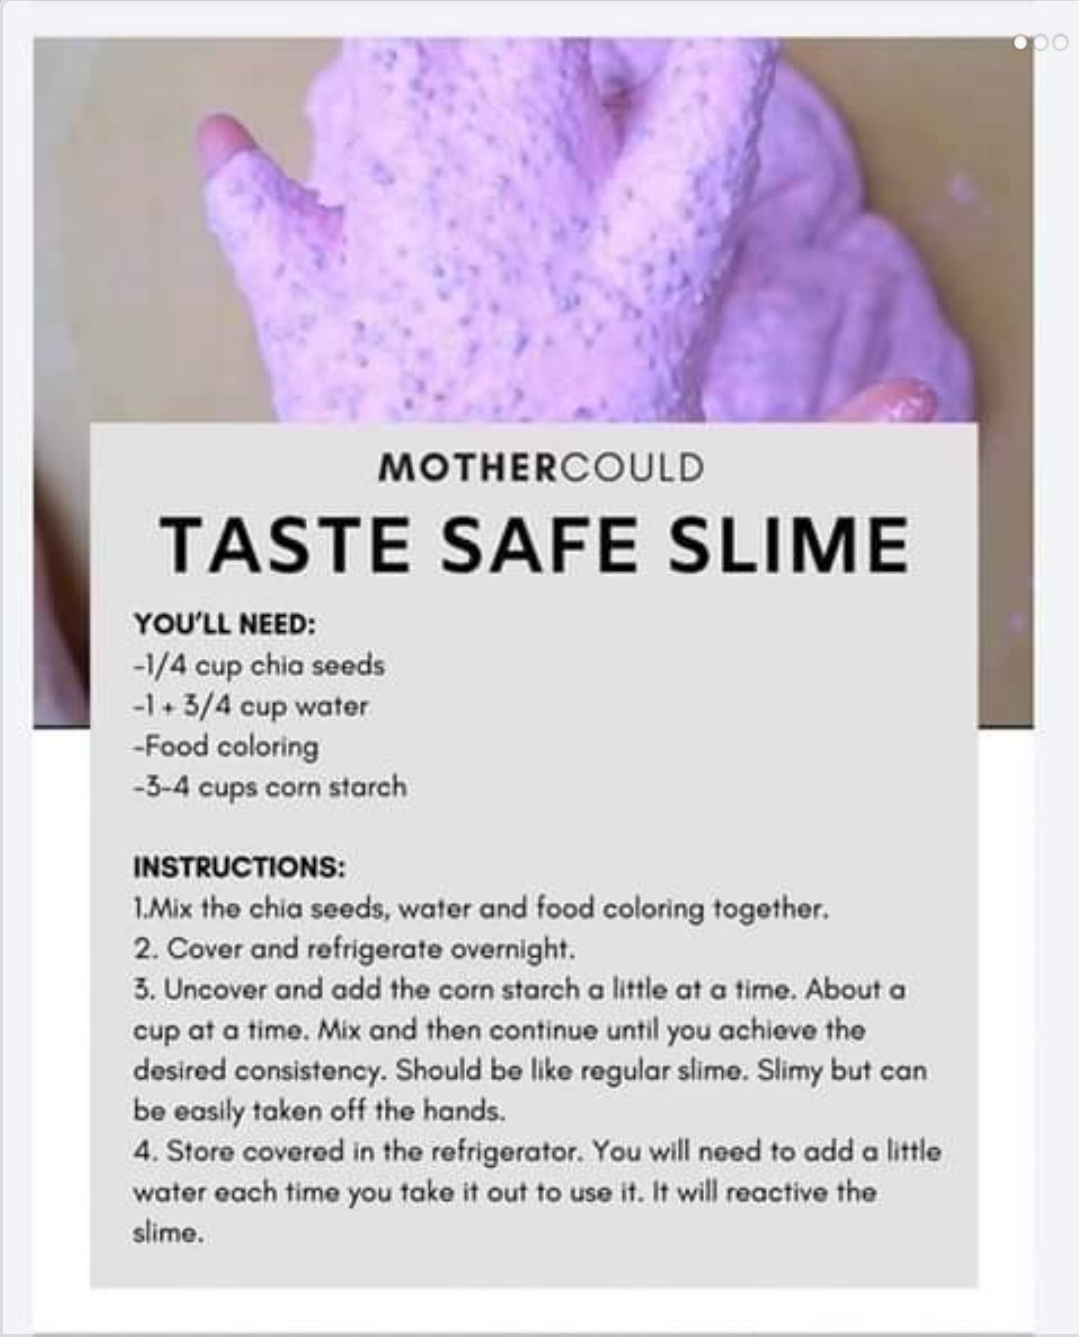 MOTHERCOULD
TASTE SAFE SLIME
YOU'LL NEED:
-1/4 cup chia seeds
-1 + 3/4 cup water
-Food coloring
-3-4 cups corn starch
INSTRUCTIONS:
1.Mix the chia seeds, water and food coloring together.
2. Cover and refrigerate overnight.
3. Uncover and add the corn starch a little at a time. About a
cup at a time. Mix and then continue until you achieve the
desired consistency. Should be like regular slime. Slimy but can
be easily taken off the hands.
4. Store covered in the refrigerator. You will need to add a little
water each time you take it out to use it. It will reactive the
slime.